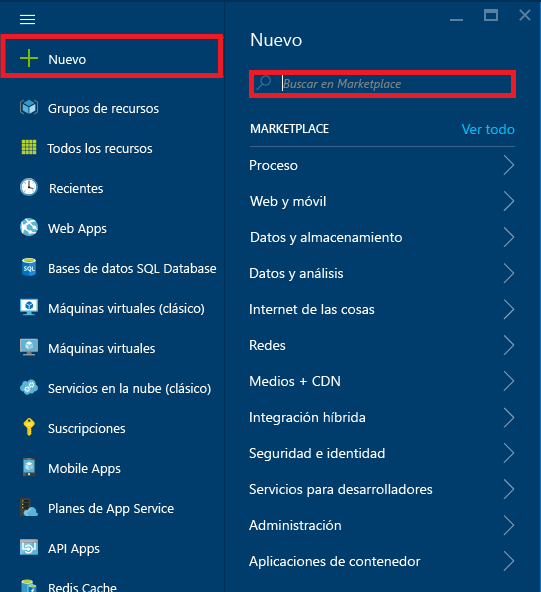 Nuevo
Grupos de recursos
Todos los recursos
Recientes
Web Apps
SQL
Bases de datos SQL Database
Máquinas virtuales (clásico)
Máquinas virtuales
Servicios en la nube (clásico)
Suscripciones
Mobile Apps
Planes de App Service
API Apps
Redis Cache
Nuevo
Buscar en Marketplace
MARKETPLACE Ver todo
Proceso
Web y móvil
Datos y almacenamiento
Datos y análisis
Internet de las cosas
Redes
Medios + CDN
Integración híbrida
Seguridad e identidad
Servicios para desarrolladores
Administración
Aplicaciones de contenedor